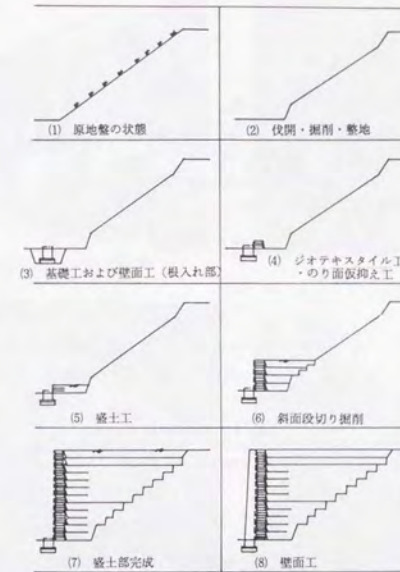 (1) 原地盤の状態
(2) 伐開・掘削・整地
(3) 基礎工および壁面工(根入れ部)
(4) ジオテキスタイル工
・のり面仮抑え工
(5) 盛土工
(6) 斜面段切り掘削
(7) 盛土部完成
(8) 壁面工